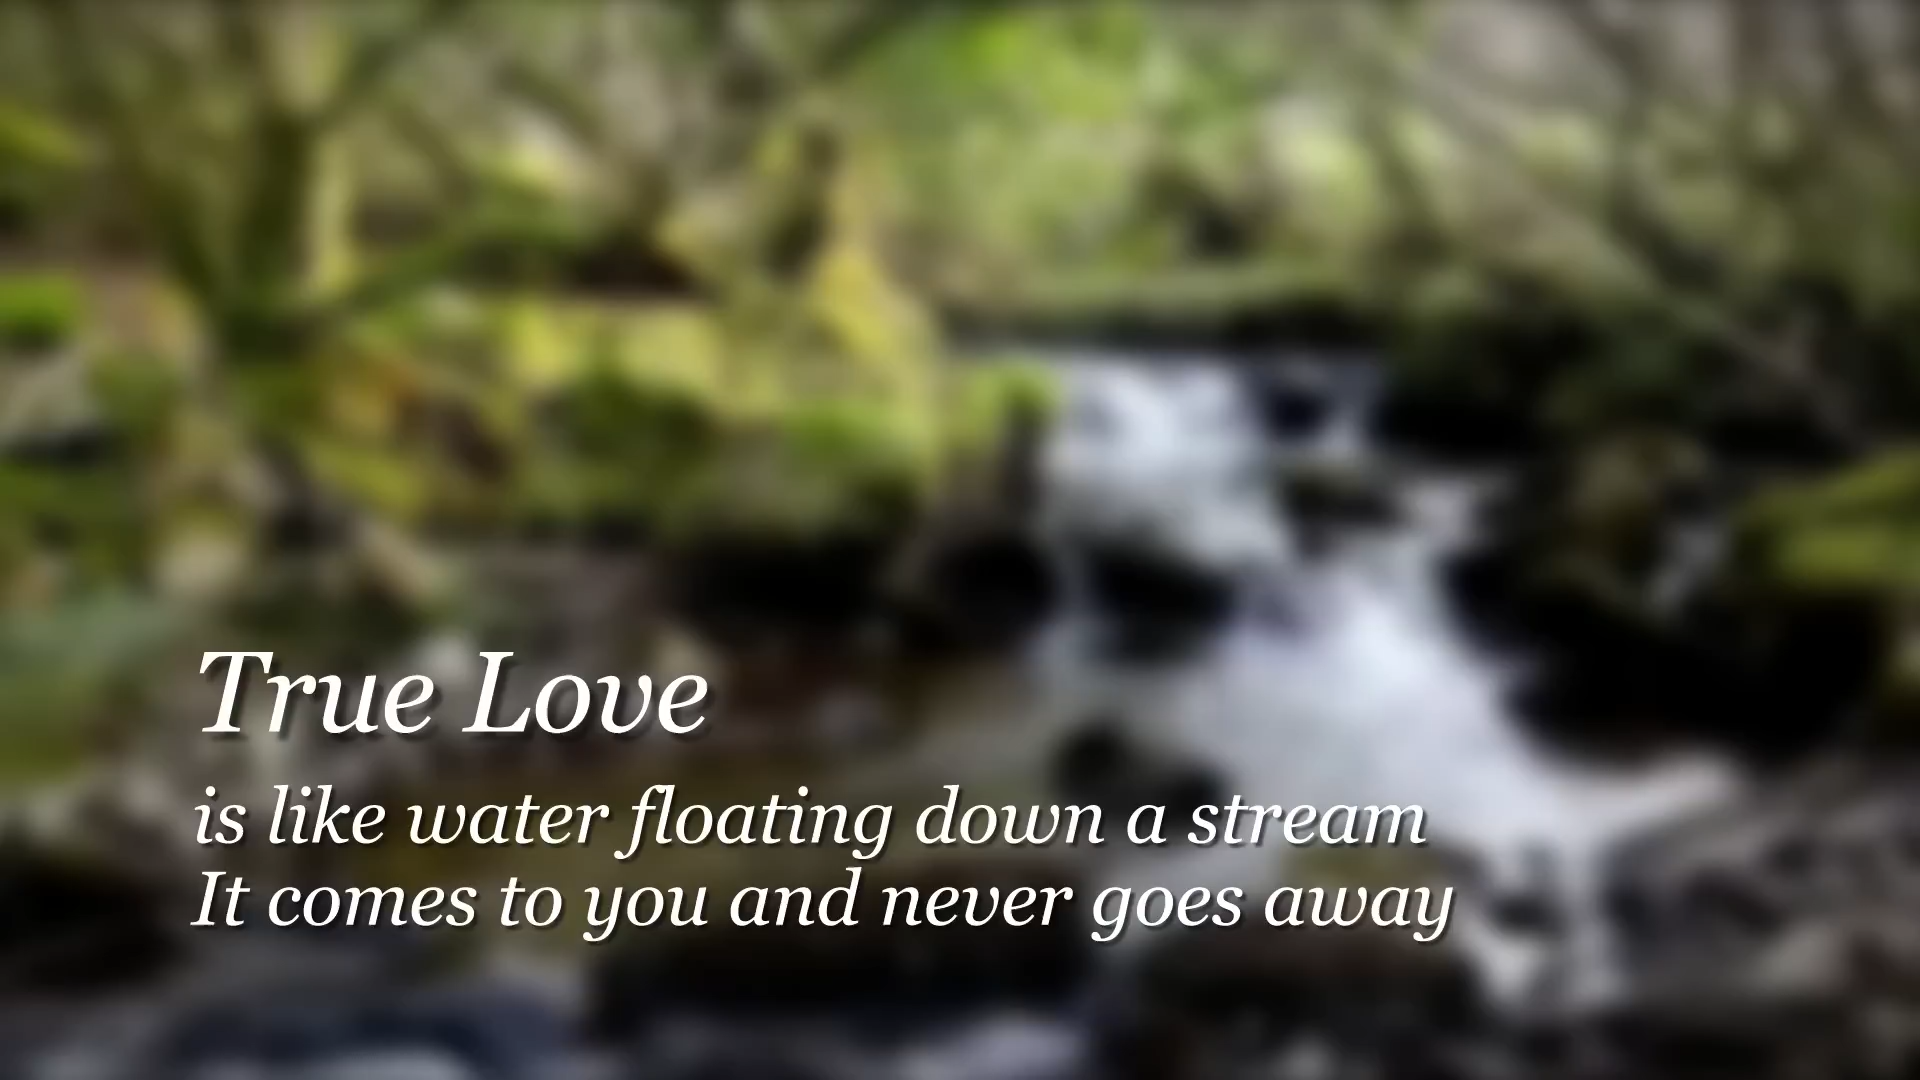 True Love
is like water floating down a stream
It comes to you and never goes away